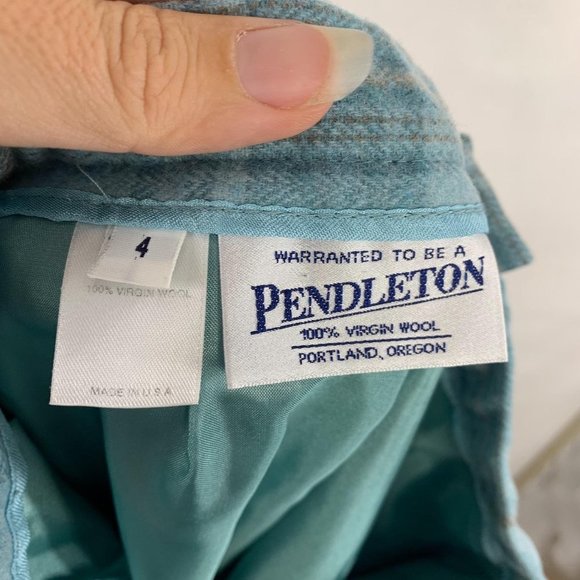 4
100% VIRGIN WOOL
MADE IN U.S.A
WARRANTED TO BE A
PENDLETON
100% VIRGIN WOOL
PORTLAND, OREGON